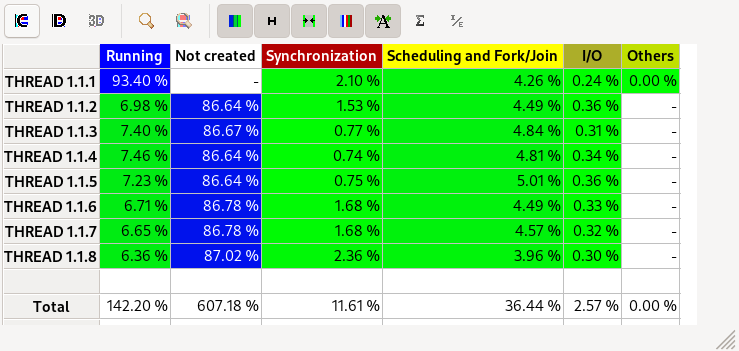 IC ID 3D H A Σ ½
Running Not created Synchronization Scheduling and Fork/Join I/O Others
THREAD 1.1.1 93.40 % - 2.10 % 4.26 % 0.24 % 0.00 %
THREAD 1.1.2 6.98 % 86.64 % 1.53 % 4.49 % 0.36 % -
THREAD 1.1.3 7.40 % 86.67 % 0.77 % 4.84 % 0.31 % -
THREAD 1.1.4 7.46 % 86.64 % 0.74 % 4.81 % 0.34 % -
THREAD 1.1.5 7.23 % 86.64 % 0.75 % 5.01 % 0.36 % -
THREAD 1.1.6 6.71 % 86.78 % 1.68 % 4.49 % 0.33 % -
THREAD 1.1.7 6.65 % 86.78 % 1.68 % 4.57 % 0.32 % -
THREAD 1.1.8 6.36 % 87.02 % 2.36 % 3.96 % 0.30 % -
Total 142.20 % 607.18 % 11.61 % 36.44 % 2.57 % 0.00 %